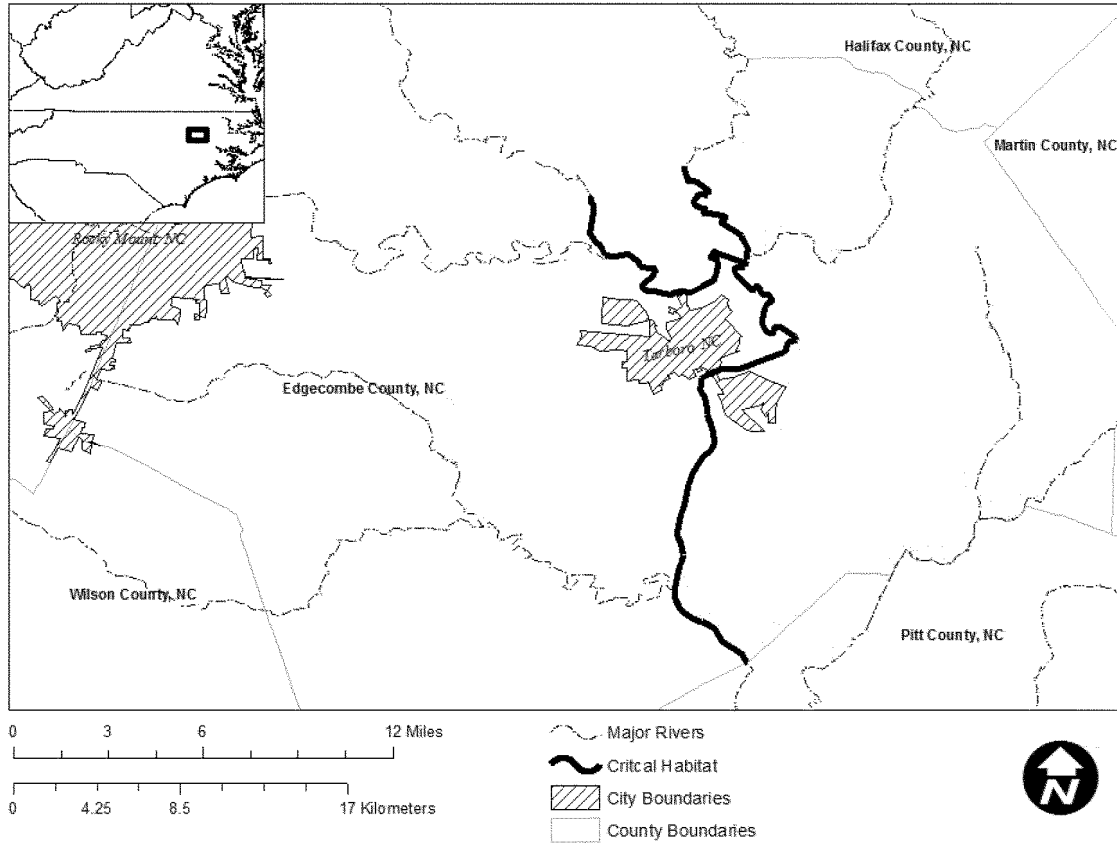 Halifax County, NC
Martin County, NC
Rocky Mount NC
Tarboro NC
Edgecombe County, NC
Wilson County, NC
Pitt County, NC
0 3 6 12 Miles
0 4.25 8.5 17 Kilometers
Major Rivers
Critcal Habitat
City Boundaries
County Boundaries
N